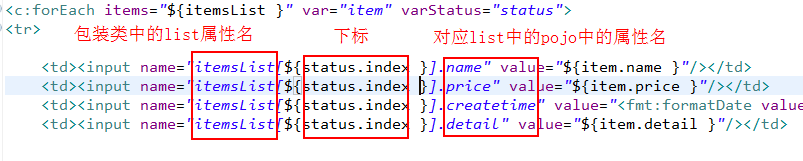 <c:forEach items="${itemsList }" var="item" varStatus="status">
<tr>
包装类中的list属性名 下标 对应list中的pojo中的属性名
<td><input name="itemsList[${status.index }].name" value="${item.name }"/></td>
<td><input name="itemsList[${status.index }].price" value="${item.price }"/></td>
<td><input name="itemsList[${status.index }].createtime" value="<fmt:formatDate value
<td><input name="itemsList[${status.index }].detail" value="${item.detail }"/></td>